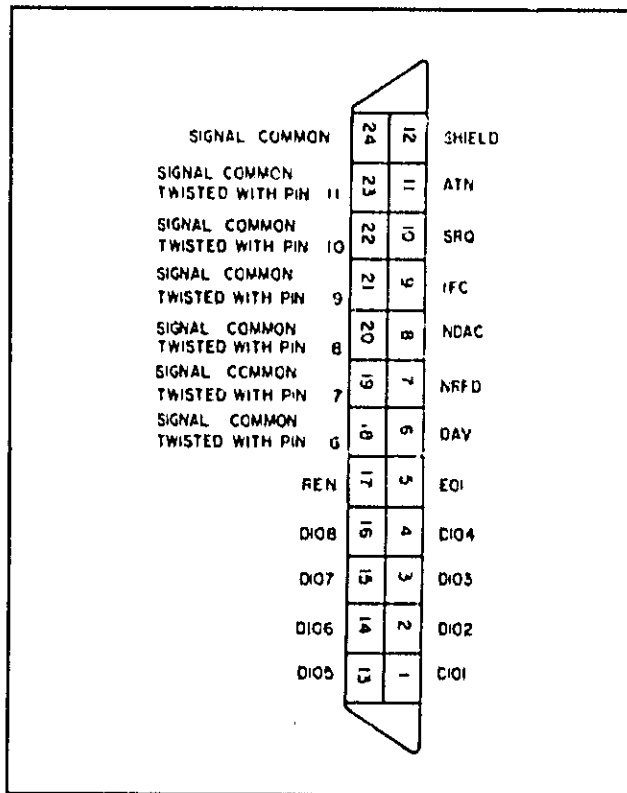 SIGNAL COMMON 24 12 SHIELD
SIGNAL COMMON
TWISTED WITH PIN 11 23 11 ATN
SIGNAL COMMON
TWISTED WITH PIN 10 22 10 SRQ
SIGNAL COMMON
TWISTED WITH PIN 9 21 9 IFC
SIGNAL COMMON
TWISTED WITH PIN 8 20 8 NDAC
SIGNAL COMMON
TWISTED WITH PIN 7 19 7 NRFD
SIGNAL COMMON
TWISTED WITH PIN 6 18 6 DAV
REN 17 5 EOI
DIO8 16 4 DIO4
DIO7 15 3 DIO3
DIO6 14 2 DIO2
DIO5 13 1 DIO1